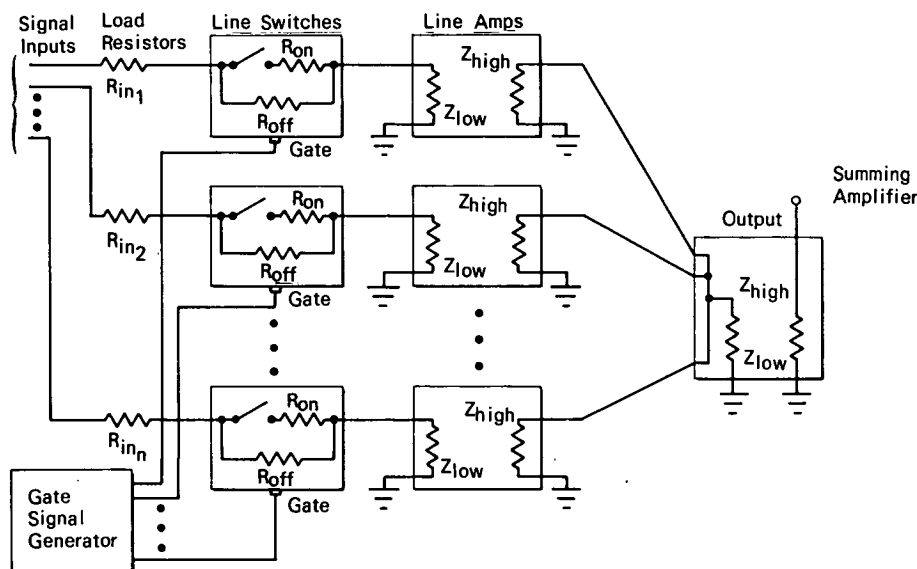 Signal
Inputs
Load
Resistors
Line Switches
Line Amps
Rin1
Ron
Roff
Gate
Zhigh
Zlow
Rin2
Ron
Roff
Gate
Zhigh
Zlow
Summing
Amplifier
Output
Zhigh
Zlow
Rinn
Ron
Roff
Gate
Zhigh
Zlow
Gate
Signal
Generator